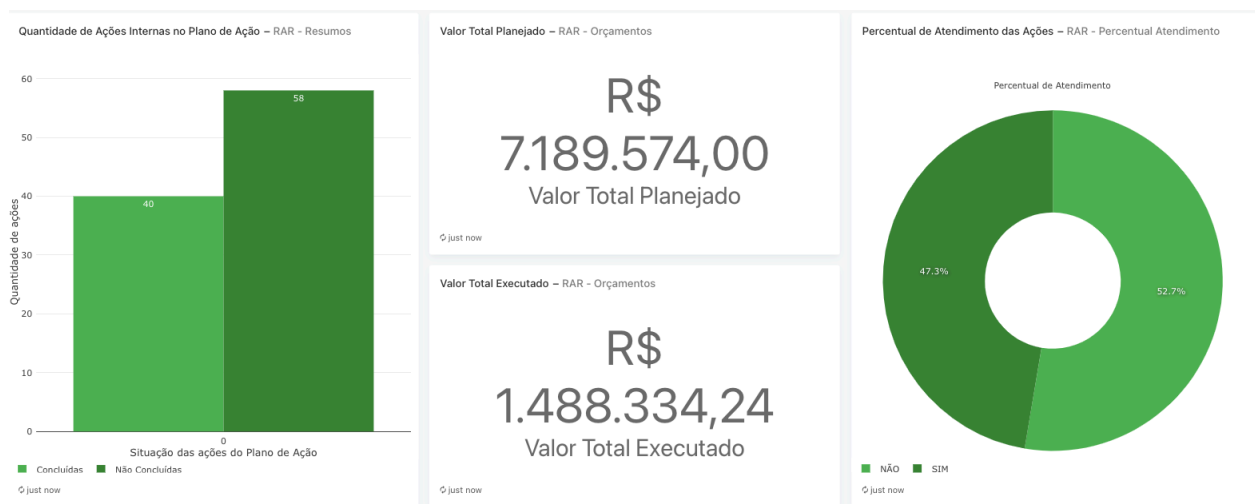 Quantidade de Ações Internas no Plano de Ação – RAR - Resumos
60
50
40
30
20
10
0
Quantidade de ações
40
58
0
Situação das ações do Plano de Ação
Concluídas Não Concluídas
just now
Valor Total Planejado – RAR - Orçamentos
R$
7.189.574,00
Valor Total Planejado
just now
Valor Total Executado – RAR - Orçamentos
R$
1.488.334,24
Valor Total Executado
Percentual de Atendimento das Ações – RAR - Percentual Atendimento
Percentual de Atendimento
47.3%
52.7%
NÃO SIM
just now